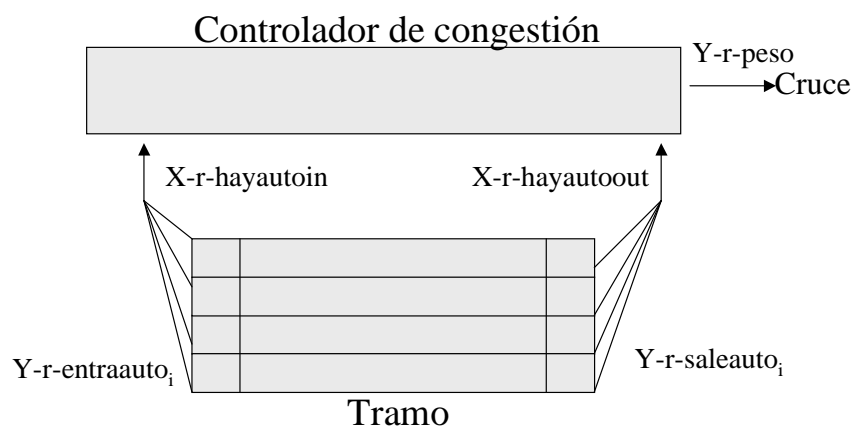 Controlador de congestión
Y-r-peso
Cruce
X-r-hayautoin
X-r-hayautoout
Y-r-entraautoᵢ
Y-r-saleautoᵢ
Tramo